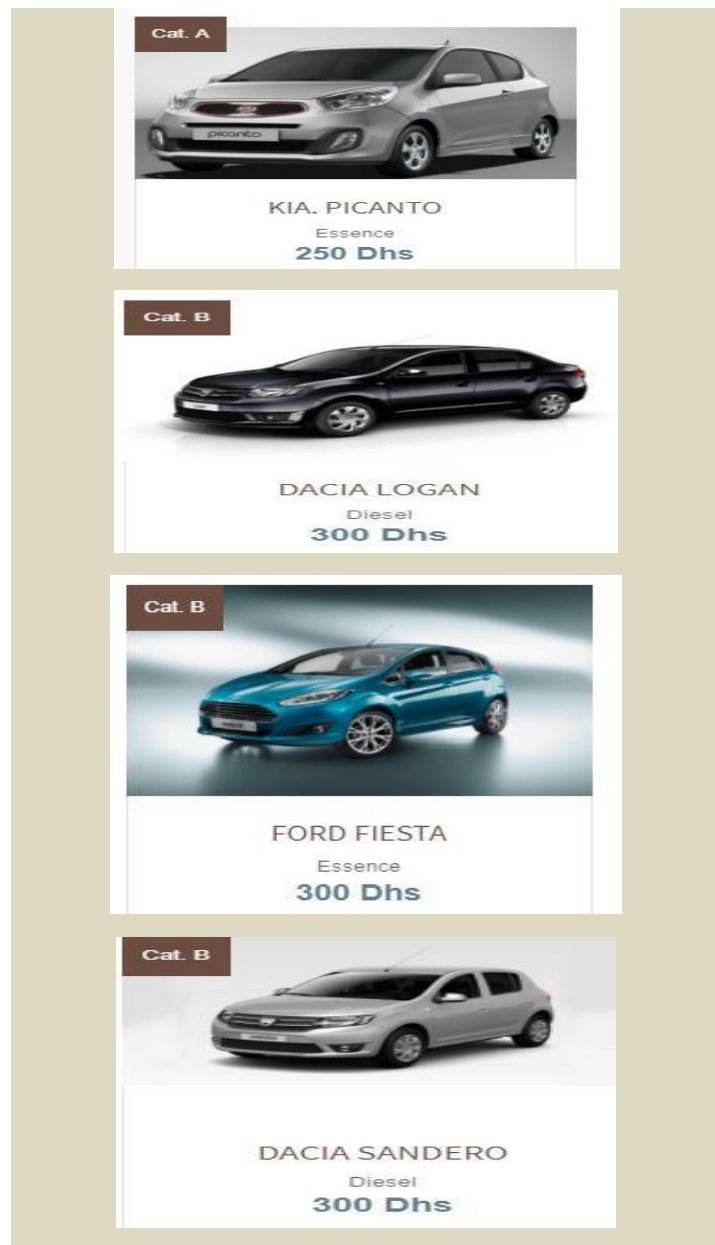 Cat. A
picanto
KIA. PICANTO
Essence
250 Dhs
Cat. B
DACIA LOGAN
Diesel
300 Dhs
Cat. B
FORD FIESTA
Essence
300 Dhs
Cat. B
DACIA SANDERO
Diesel
300 Dhs